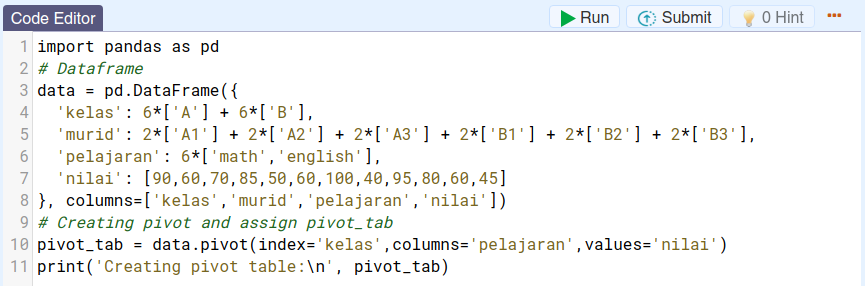 Code Editor Run Submit 0 Hint ...
1 import pandas as pd
2 # Dataframe
3 data = pd.DataFrame({
4   'kelas': 6*['A'] + 6*['B'],
5   'murid': 2*['A1'] + 2*['A2'] + 2*['A3'] + 2*['B1'] + 2*['B2'] + 2*['B3'],
6   'pelajaran': 6*['math','english'],
7   'nilai': [90,60,70,85,50,60,100,40,95,80,60,45]
8 }, columns=['kelas','murid','pelajaran','nilai'])
9 # Creating pivot and assign pivot_tab
10 pivot_tab = data.pivot(index='kelas',columns='pelajaran',values='nilai')
11 print('Creating pivot table:\n', pivot_tab)